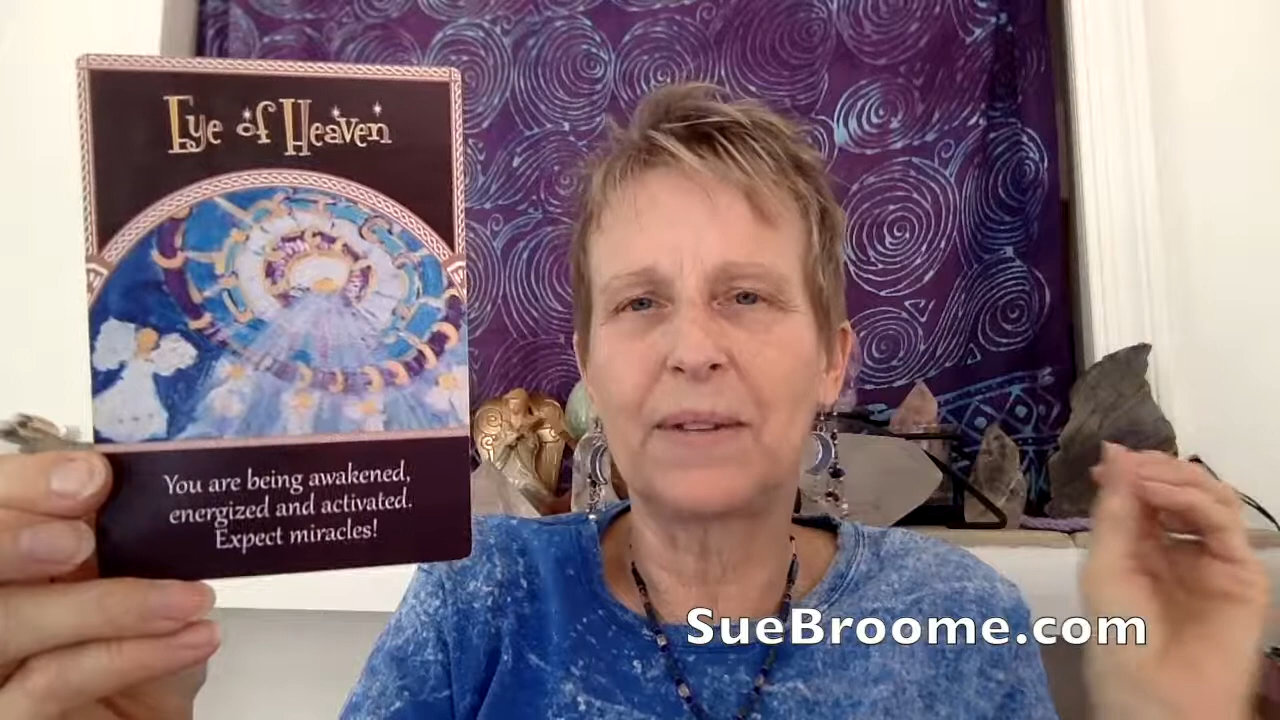 Eye of Heaven
You are being awakened,
energized and activated.
Expect miracles!
SueBroome.com